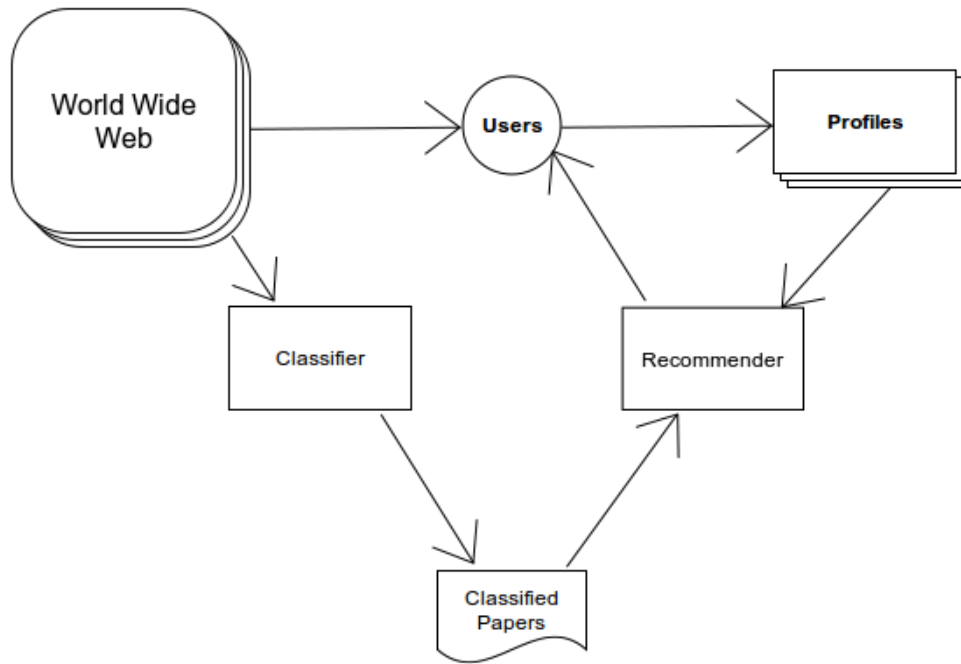 World Wide
Web
Users
Profiles
Classifier
Recommender
Classified
Papers